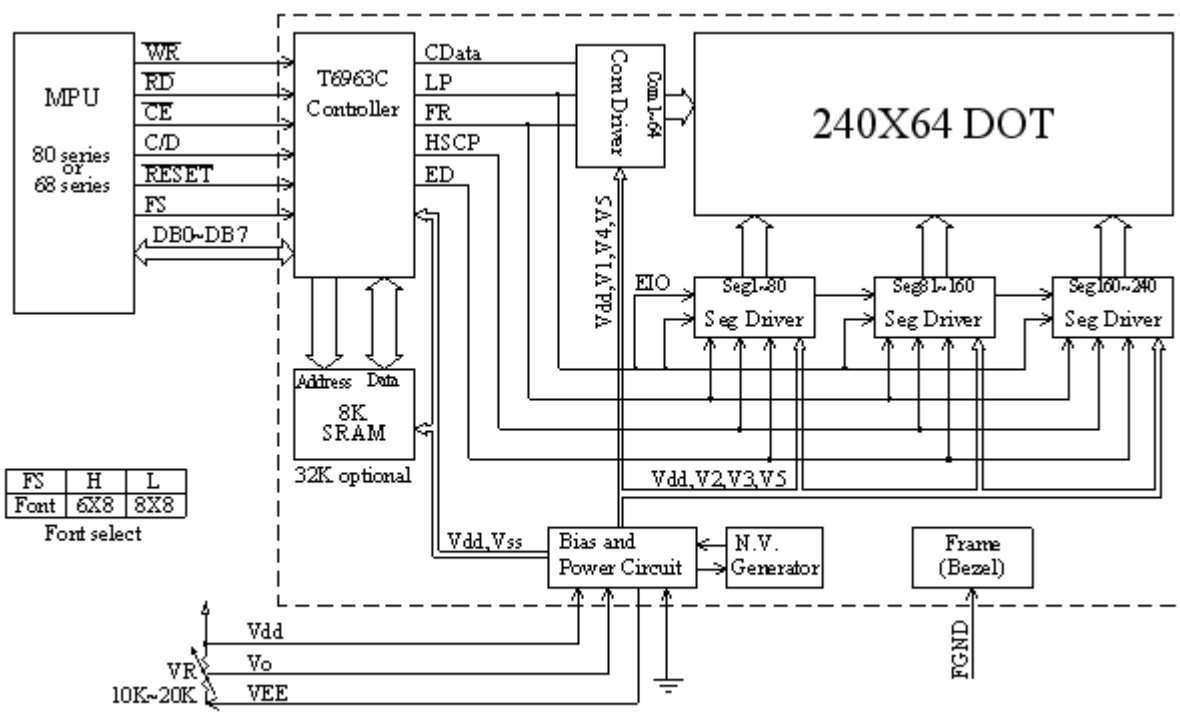 MPU
80 series
or
68 series
WR
RD
CE
C/D
RESET
FS
DB0~DB7
T6963C
Controller
CData
LP
FR
HSCP
ED
Com Driver
Com 1~64
240X64 DOT
Vdd,V1,V4,V5
EIO
Seg1~80
Seg Driver
Seg81~160
Seg Driver
Seg160~240
Seg Driver
Address
Data
8K
SRAM
32K optional
FS H L
Font 6X8 8X8
Font select
Vdd,V2,V3,V5
Vdd,Vss
Bias and
Power Circuit
N.V.
Generator
Frame
(Bezel)
FGND
Vdd
Vo
VEE
VR
10K~20K